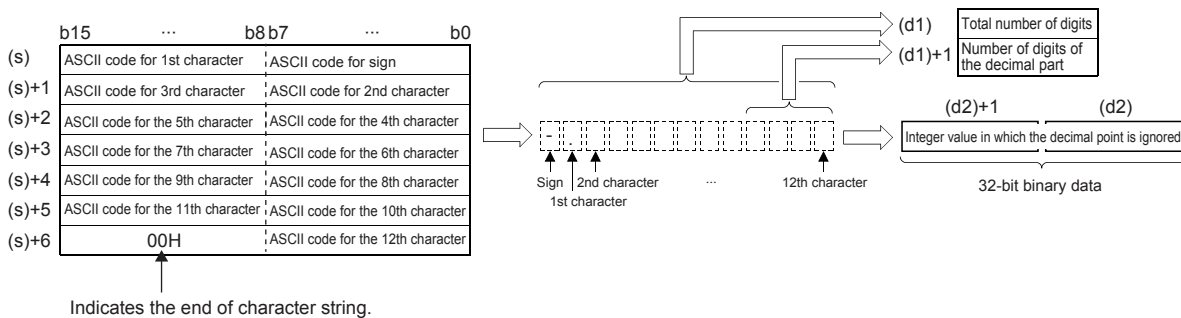 b15 ... b8 b7 ... b0
(s) ASCII code for 1st character ASCII code for sign
(s)+1 ASCII code for 3rd character ASCII code for 2nd character
(s)+2 ASCII code for the 5th character ASCII code for the 4th character
(s)+3 ASCII code for the 7th character ASCII code for the 6th character
(s)+4 ASCII code for the 9th character ASCII code for the 8th character
(s)+5 ASCII code for the 11th character ASCII code for the 10th character
(s)+6 00H ASCII code for the 12th character
Indicates the end of character string.
- .
Sign 2nd character ... 12th character
1st character
(d1) Total number of digits
(d1)+1 Number of digits of
the decimal part
(d2)+1 (d2)
Integer value in which the decimal point is ignored
32-bit binary data